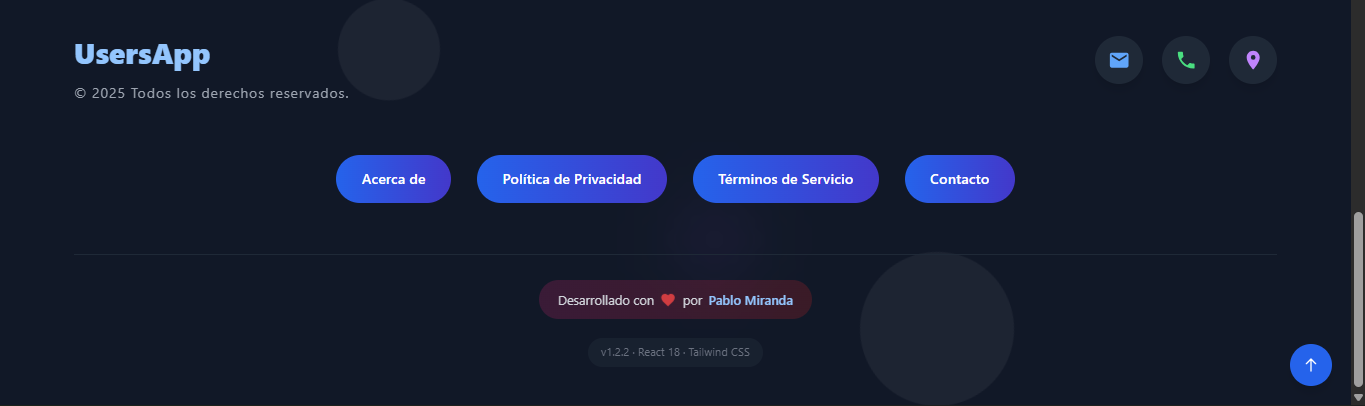 UsersApp
© 2025 Todos los derechos reservados.
Acerca de
Política de Privacidad
Términos de Servicio
Contacto
Desarrollado con ❤ por Pablo Miranda
v1.2.2 · React 18 · Tailwind CSS